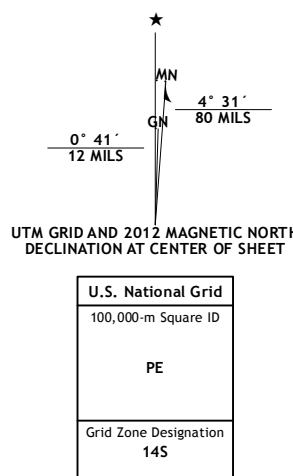 ★
MN
4° 31´
80 MILS
GN
0° 41´
12 MILS
UTM GRID AND 2012 MAGNETIC NORTH
DECLINATION AT CENTER OF SHEET
U.S. National Grid
100,000-m Square ID
PE
Grid Zone Designation
14S